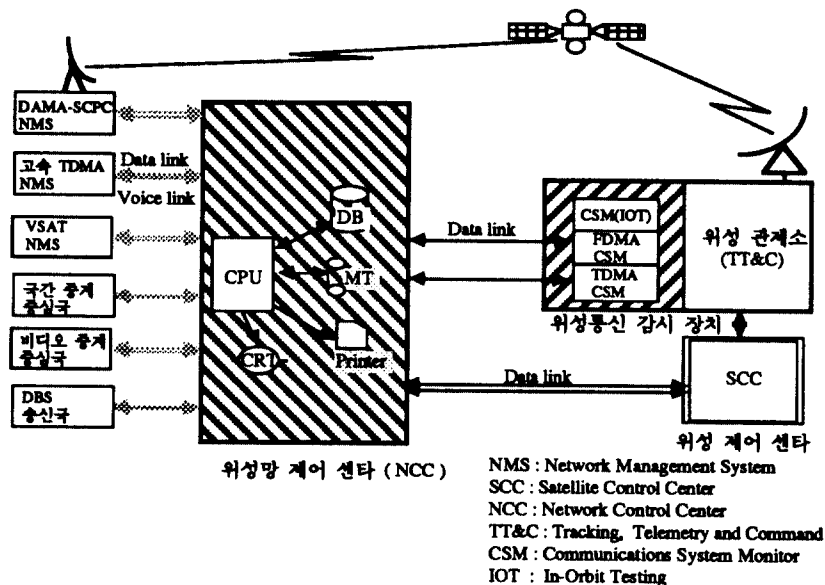 DAMA-SCPC
NMS
고속 TDMA
NMS
Data link
Voice link
VSAT
NMS
국간 중계
중심국
비디오 중계
중심국
DBS
송신국
CPU
DB
MT
CRT
Printer
위성망 제어 센타 ( NCC )
Data link
Data link
CSM(IOT)
FDMA
CSM
TDMA
CSM
위성통신 감시 장치
위성 관제소
(TT&C)
SCC
위성 제어 센타
NMS : Network Management System
SCC : Satellite Control Center
NCC : Network Control Center
TT&C : Tracking, Telemetry and Command
CSM : Communications System Monitor
IOT : In-Orbit Testing